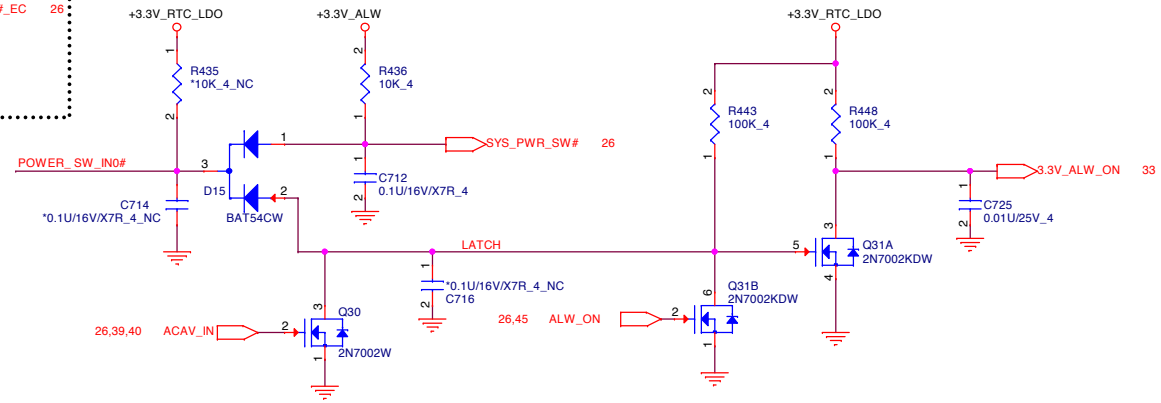 #_EC 26
+3.3V_RTC_LDO
+3.3V_ALW
+3.3V_RTC_LDO
1
R435
*10K_4_NC
2
2
R436
10K_4
1
2
R443
100K_4
1
2
R448
100K_4
1
POWER_SW_IN0#
3
1
2
D15
BAT54CW
SYS_PWR_SW# 26
C714
*0.1U/16V/X7R_4_NC
1
C712
0.1U/16V/X7R_4
2
3.3V_ALW_ON 33
1
C725
0.01U/25V_4
2
LATCH
1
*0.1U/16V/X7R_4_NC
C716
2
5
3
Q31A
2N7002KDW
4
26,39,40 ACAV_IN
2
3
Q30
2N7002W
1
26,45 ALW_ON
2
6
Q31B
2N7002KDW
1